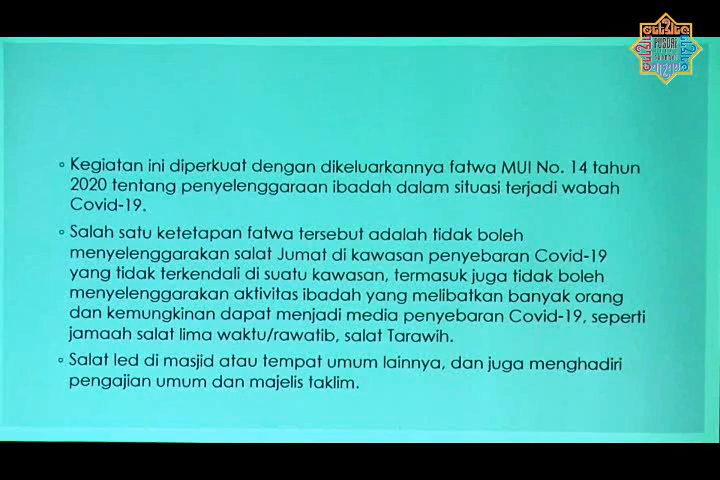 PUSDAI
◦ Kegiatan ini diperkuat dengan dikeluarkannya fatwa MUI No. 14 tahun
2020 tentang penyelenggaraan ibadah dalam situasi terjadi wabah
Covid-19.
◦ Salah satu ketetapan fatwa tersebut adalah tidak boleh
menyelenggarakan salat Jumat di kawasan penyebaran Covid-19
yang tidak terkendali di suatu kawasan, termasuk juga tidak boleh
menyelenggarakan aktivitas ibadah yang melibatkan banyak orang
dan kemungkinan dapat menjadi media penyebaran Covid-19, seperti
jamaah salat lima waktu/rawatib, salat Tarawih.
◦ Salat Ied di masjid atau tempat umum lainnya, dan juga menghadiri
pengajian umum dan majelis taklim.